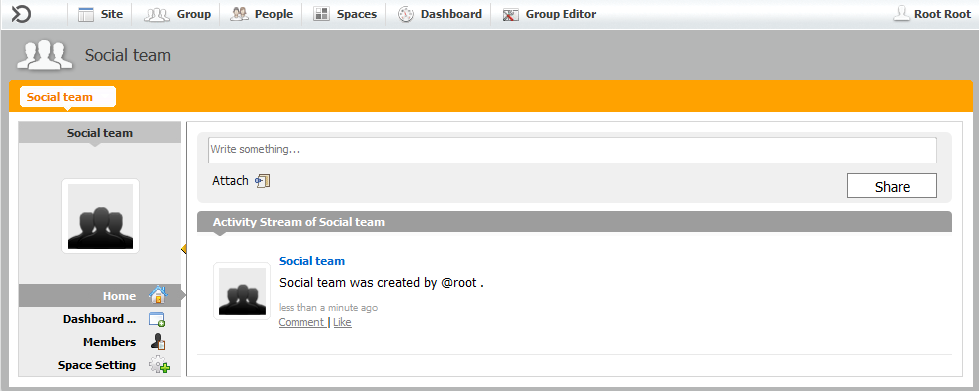 Site Group People Spaces Dashboard Group Editor Root Root
Social team
Social team
Social team
Write something...
Attach
Share
Activity Stream of Social team
Social team
Social team was created by @root .
less than a minute ago
Comment | Like
Home
Dashboard ...
Members
Space Setting